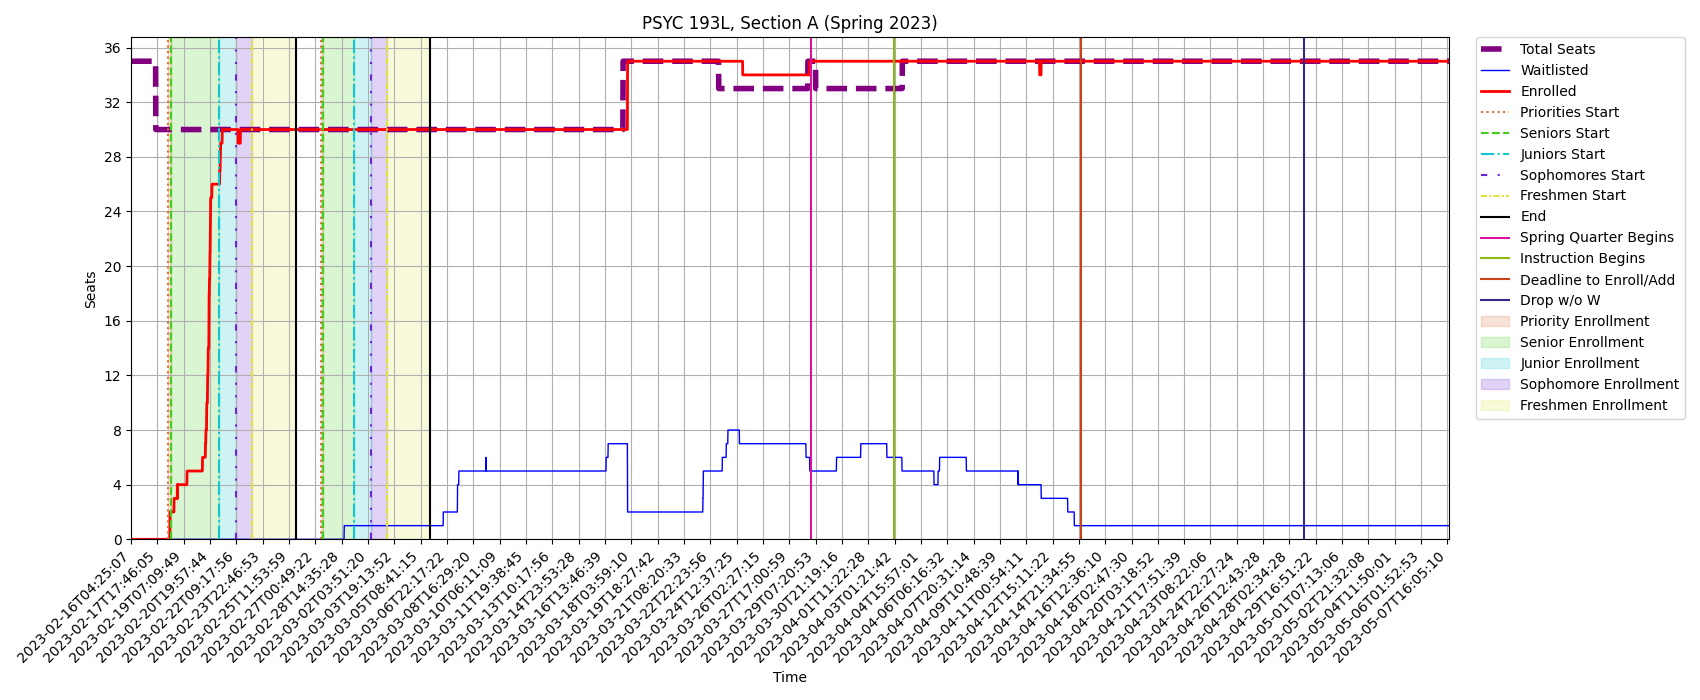 PSYC 193L, Section A (Spring 2023)
36
32
28
24
20
16
12
8
4
0
Seats
2023-02-16T04:25:07
2023-02-17T17:46:05
2023-02-19T07:09:49
2023-02-20T19:57:44
2023-02-22T09:17:56
2023-02-23T22:46:53
2023-02-25T11:53:59
2023-02-27T00:49:22
2023-02-28T14:35:28
2023-03-02T03:51:20
2023-03-03T19:13:52
2023-03-05T08:41:15
2023-03-06T22:17:22
2023-03-08T16:29:20
2023-03-10T06:11:09
2023-03-11T19:38:45
2023-03-13T10:17:56
2023-03-14T23:53:28
2023-03-16T13:46:39
2023-03-18T03:59:10
2023-03-19T18:27:42
2023-03-21T08:20:33
2023-03-22T22:23:56
2023-03-24T12:37:25
2023-03-26T02:27:15
2023-03-27T17:00:59
2023-03-29T07:20:53
2023-03-30T21:19:16
2023-04-01T11:22:28
2023-04-03T01:21:42
2023-04-04T15:57:01
2023-04-06T06:16:32
2023-04-07T20:31:14
2023-04-09T10:48:39
2023-04-11T00:54:11
2023-04-12T15:11:22
2023-04-14T21:34:55
2023-04-16T12:36:10
2023-04-18T02:47:30
2023-04-20T03:18:52
2023-04-21T17:51:39
2023-04-23T08:22:06
2023-04-24T22:27:24
2023-04-26T12:43:28
2023-04-28T02:34:28
2023-04-29T16:51:22
2023-05-01T07:13:06
2023-05-02T21:32:08
2023-05-04T11:50:01
2023-05-06T01:52:53
2023-05-07T16:05:10
Time
Total Seats
Waitlisted
Enrolled
Priorities Start
Seniors Start
Juniors Start
Sophomores Start
Freshmen Start
End
Spring Quarter Begins
Instruction Begins
Deadline to Enroll/Add
Drop w/o W
Priority Enrollment
Senior Enrollment
Junior Enrollment
Sophomore Enrollment
Freshmen Enrollment